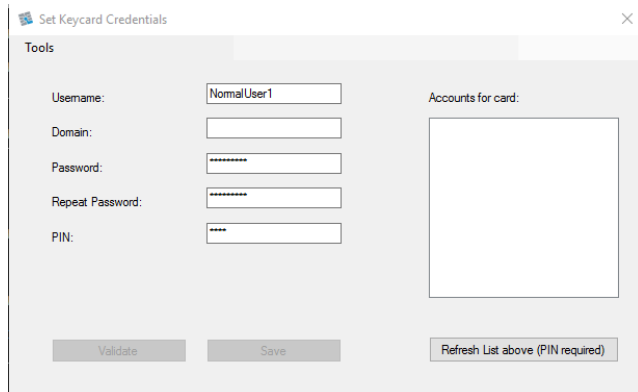 Set Keycard Credentials
Tools
Username: NormalUser1
Domain:
Password: *********
Repeat Password: *********
PIN: ****
Accounts for card:
Validate
Save
Refresh List above (PIN required)